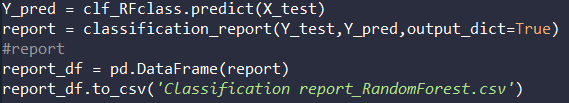 Y_pred = clf_RFclass.predict(X_test)
report = classification_report(Y_test,Y_pred,output_dict=True)
#report
report_df = pd.DataFrame(report)
report_df.to_csv('Classification report_RandomForest.csv')